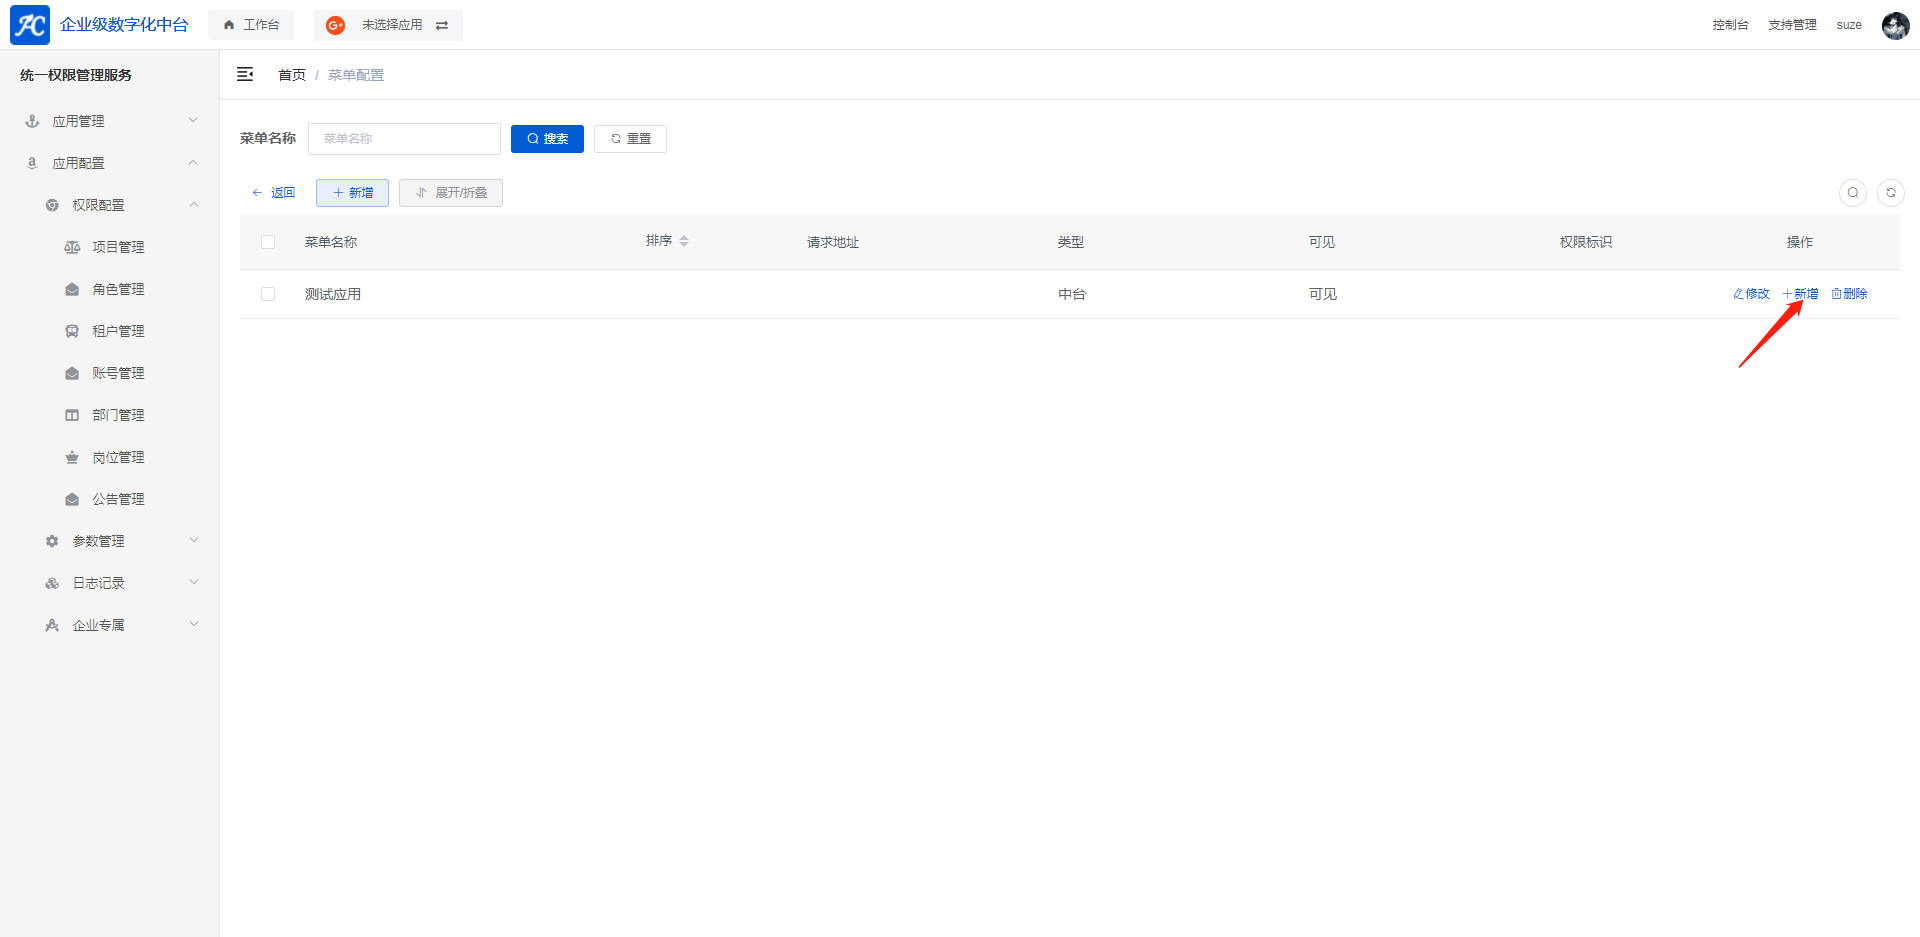 企业级数字化中台
工作台
G+
未选择应用
控制台
支持管理
suze
统一权限管理服务
首页 / 菜单配置
应用管理
应用配置
权限配置
项目管理
角色管理
租户管理
账号管理
部门管理
岗位管理
公告管理
参数管理
日志记录
企业专属
菜单名称
菜单名称
搜索
重置
返回
新增
展开/折叠
菜单名称
排序
请求地址
类型
可见
权限标识
操作
测试应用
中台
可见
修改
新增
删除